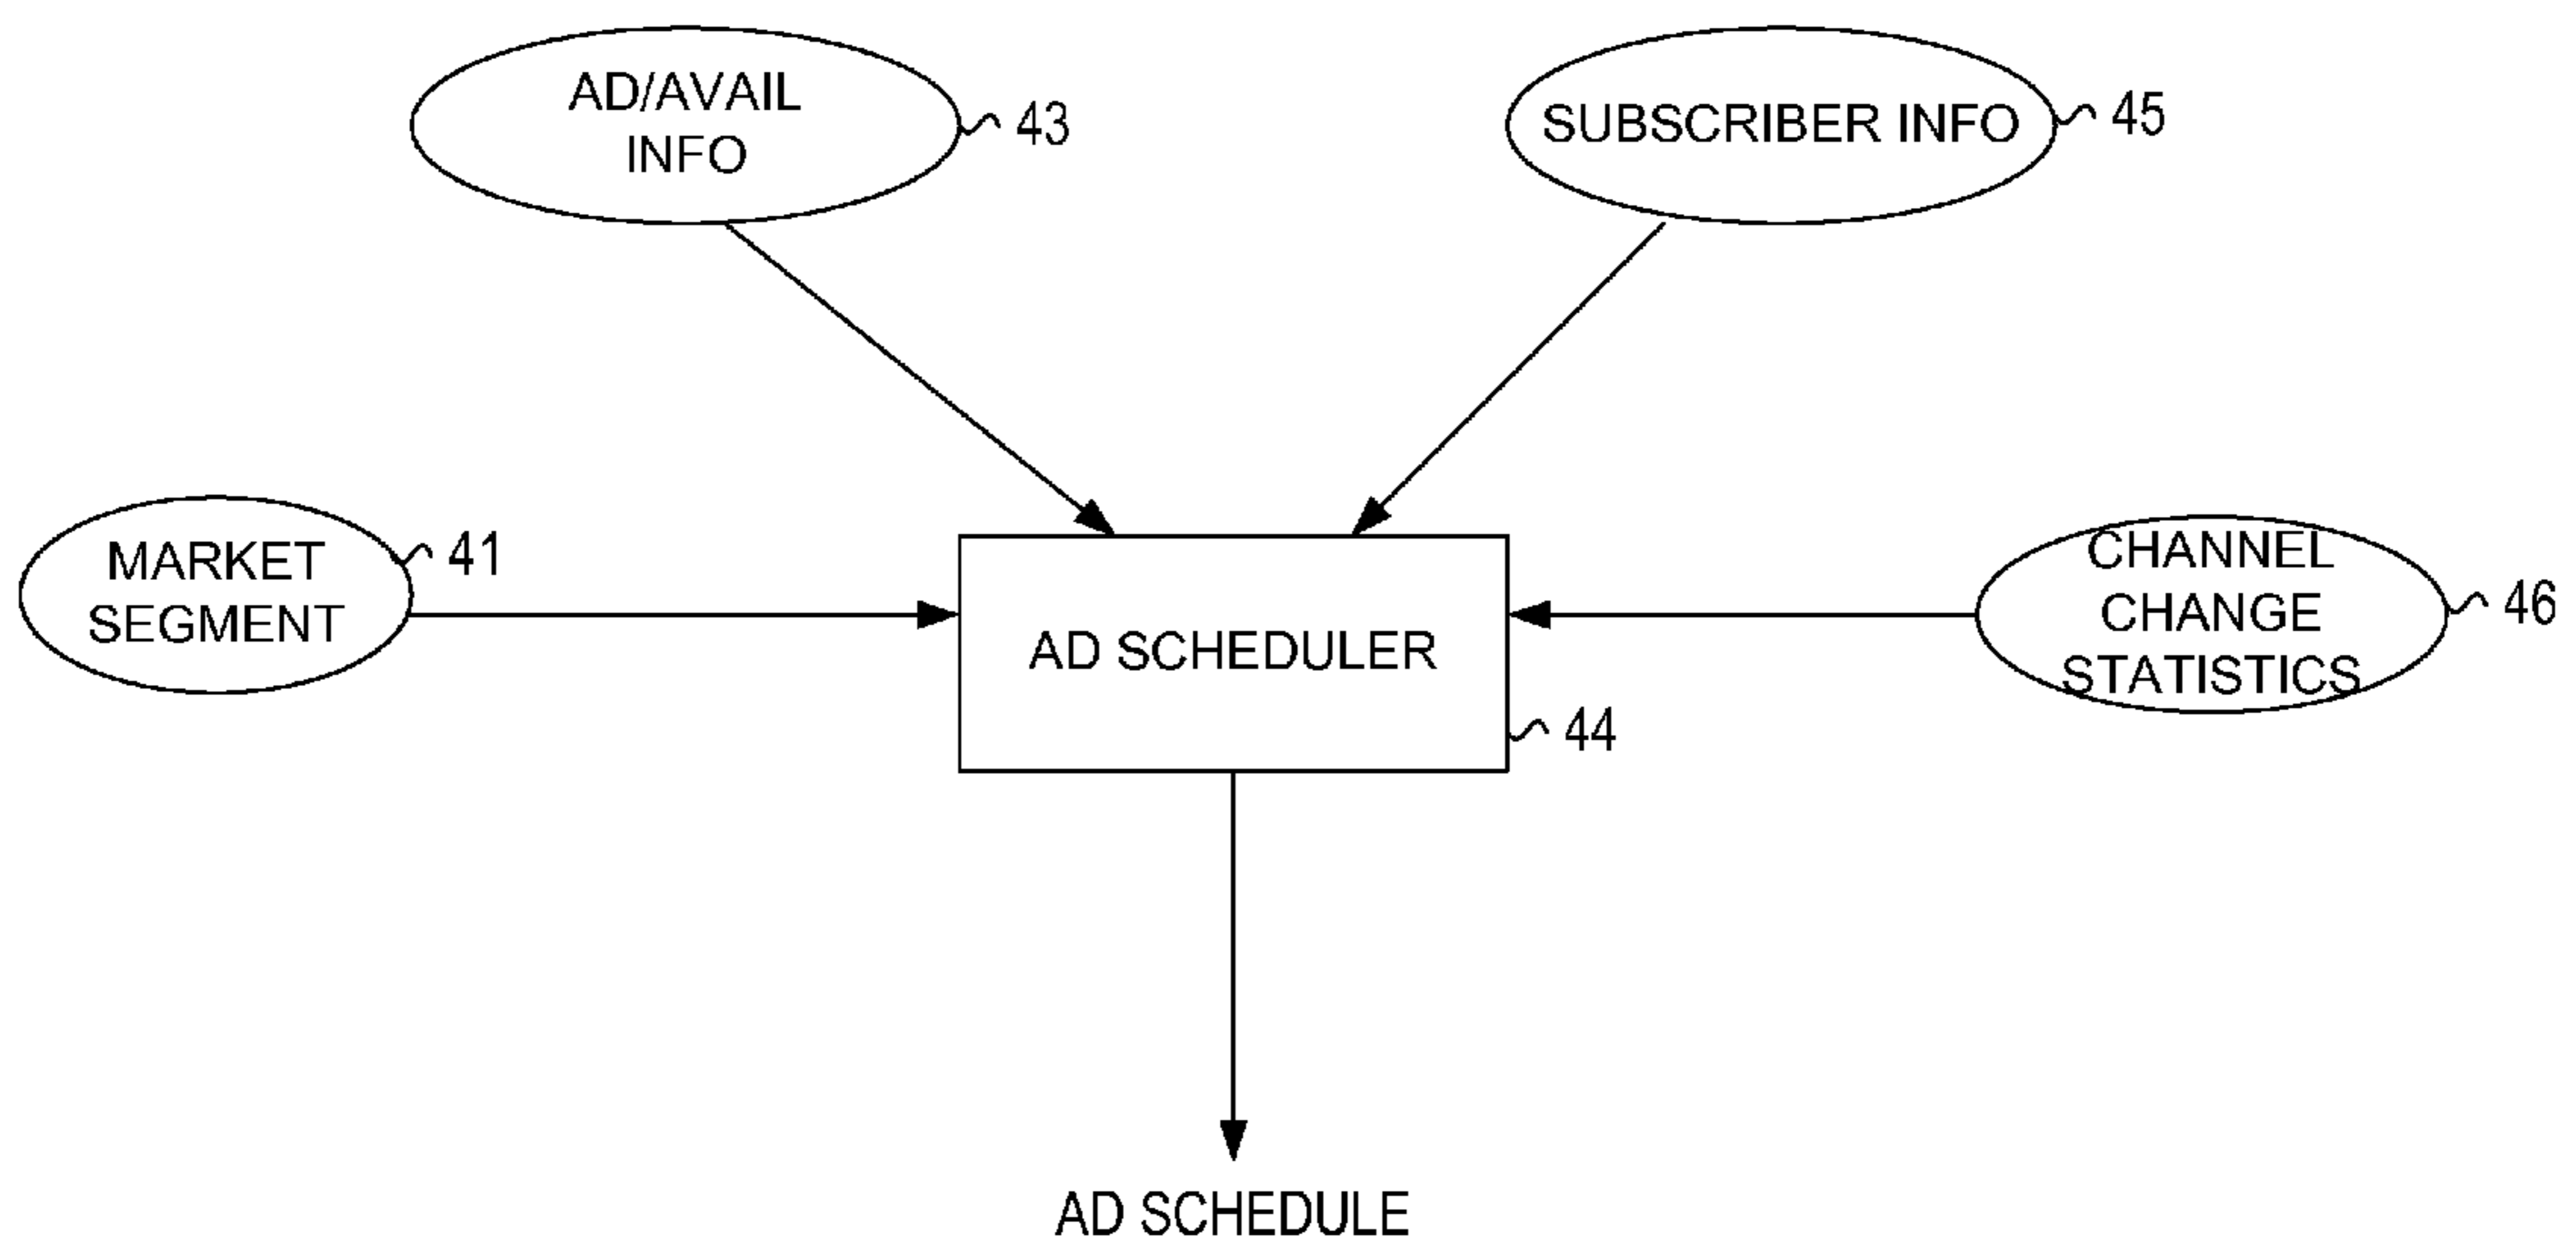 AD/AVAIL
INFO
43
SUBSCRIBER INFO
45
MARKET
SEGMENT
41
AD SCHEDULER
44
CHANNEL
CHANGE
STATISTICS
46
AD SCHEDULE